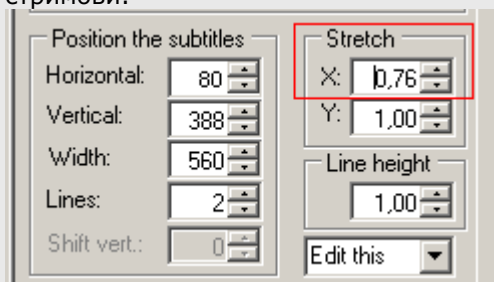 стримови:
Position the subtitles
Horizontal: 80
Vertical: 388
Width: 560
Lines: 2
Shift vert.: 0
Stretch
X: 0,76
Y: 1,00
Line height
1,00
Edit this